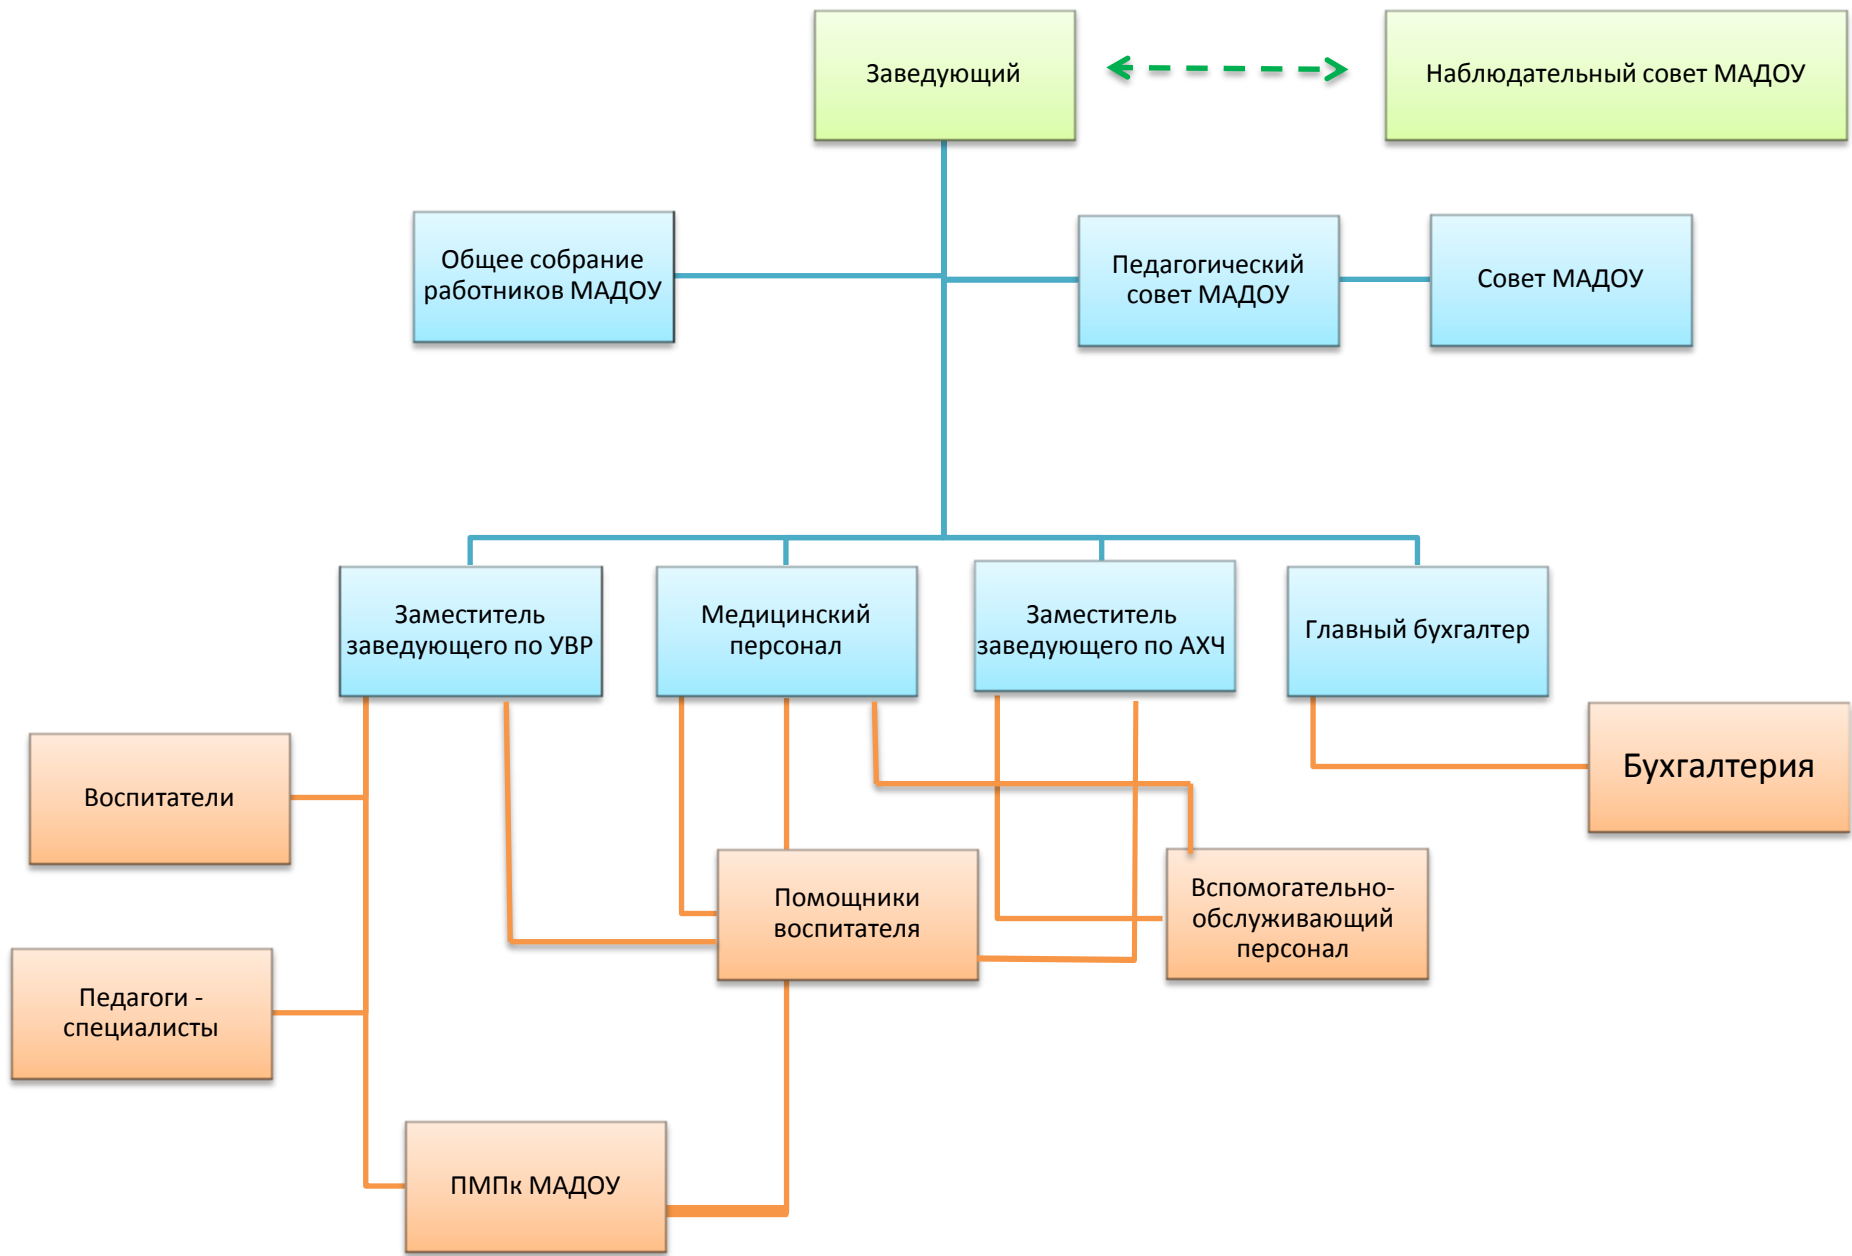 Заведующий
Наблюдательный совет МАДОУ
Общее собрание
работников МАДОУ
Педагогический
совет МАДОУ
Совет МАДОУ
Заместитель
заведующего по УВР
Медицинский
персонал
Заместитель
заведующего по АХЧ
Главный бухгалтер
Бухгалтерия
Воспитатели
Помощники
воспитателя
Вспомогательно-
обслуживающий
персонал
Педагоги -
специалисты
ПМПк МАДОУ